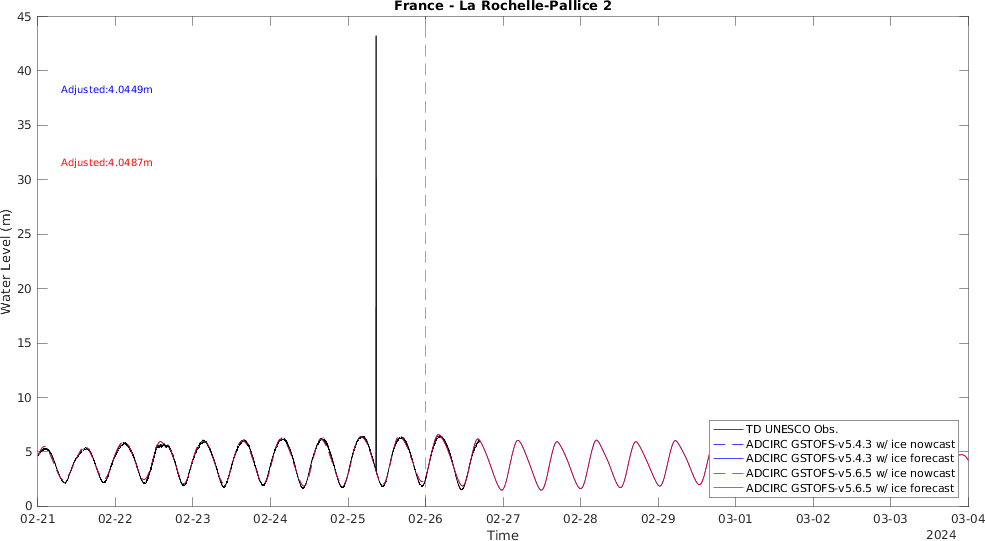 France - La Rochelle-Pallice 2
45
40
35
30
25
20
15
10
5
0
Water Level (m)
Adjusted:4.0449m
Adjusted:4.0487m
TD UNESCO Obs.
ADCIRC GSTOFS-v5.4.3 w/ ice nowcast
ADCIRC GSTOFS-v5.4.3 w/ ice forecast
ADCIRC GSTOFS-v5.6.5 w/ ice nowcast
ADCIRC GSTOFS-v5.6.5 w/ ice forecast
02-21 02-22 02-23 02-24 02-25 02-26 02-27 02-28 02-29 03-01 03-02 03-03 03-04
Time
2024